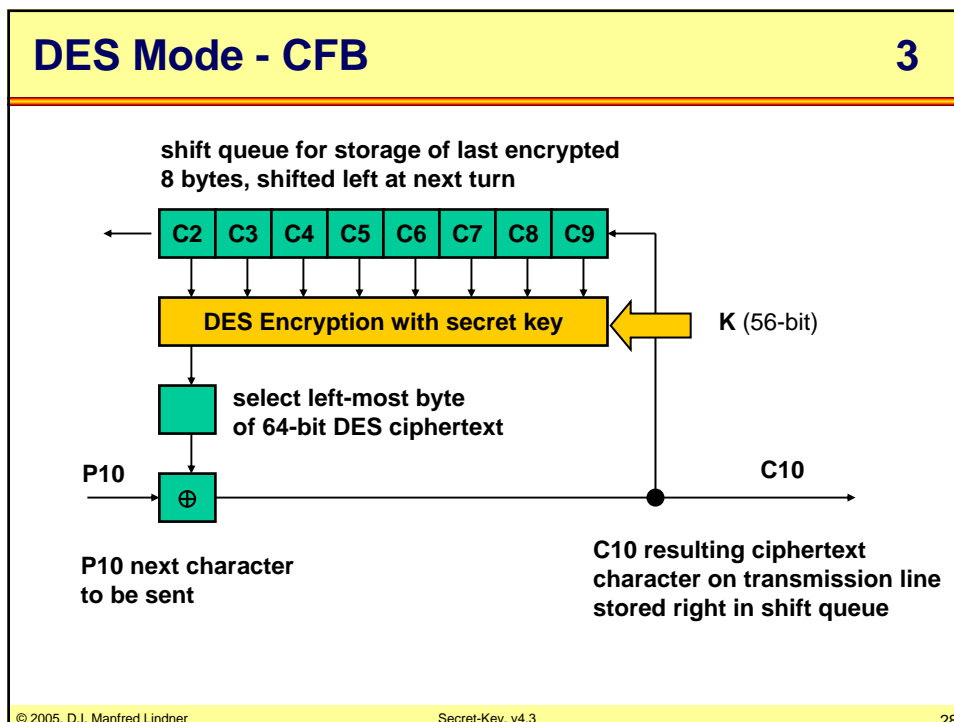 DES Mode - CFB 3
shift queue for storage of last encrypted
8 bytes, shifted left at next turn
C2 C3 C4 C5 C6 C7 C8 C9
DES Encryption with secret key
K (56-bit)
select left-most byte
of 64-bit DES ciphertext
P10
⊕
C10
P10 next character
to be sent
C10 resulting ciphertext
character on transmission line
stored right in shift queue
© 2005, D.I. Manfred Lindner
Secret-Key, v4.3
28